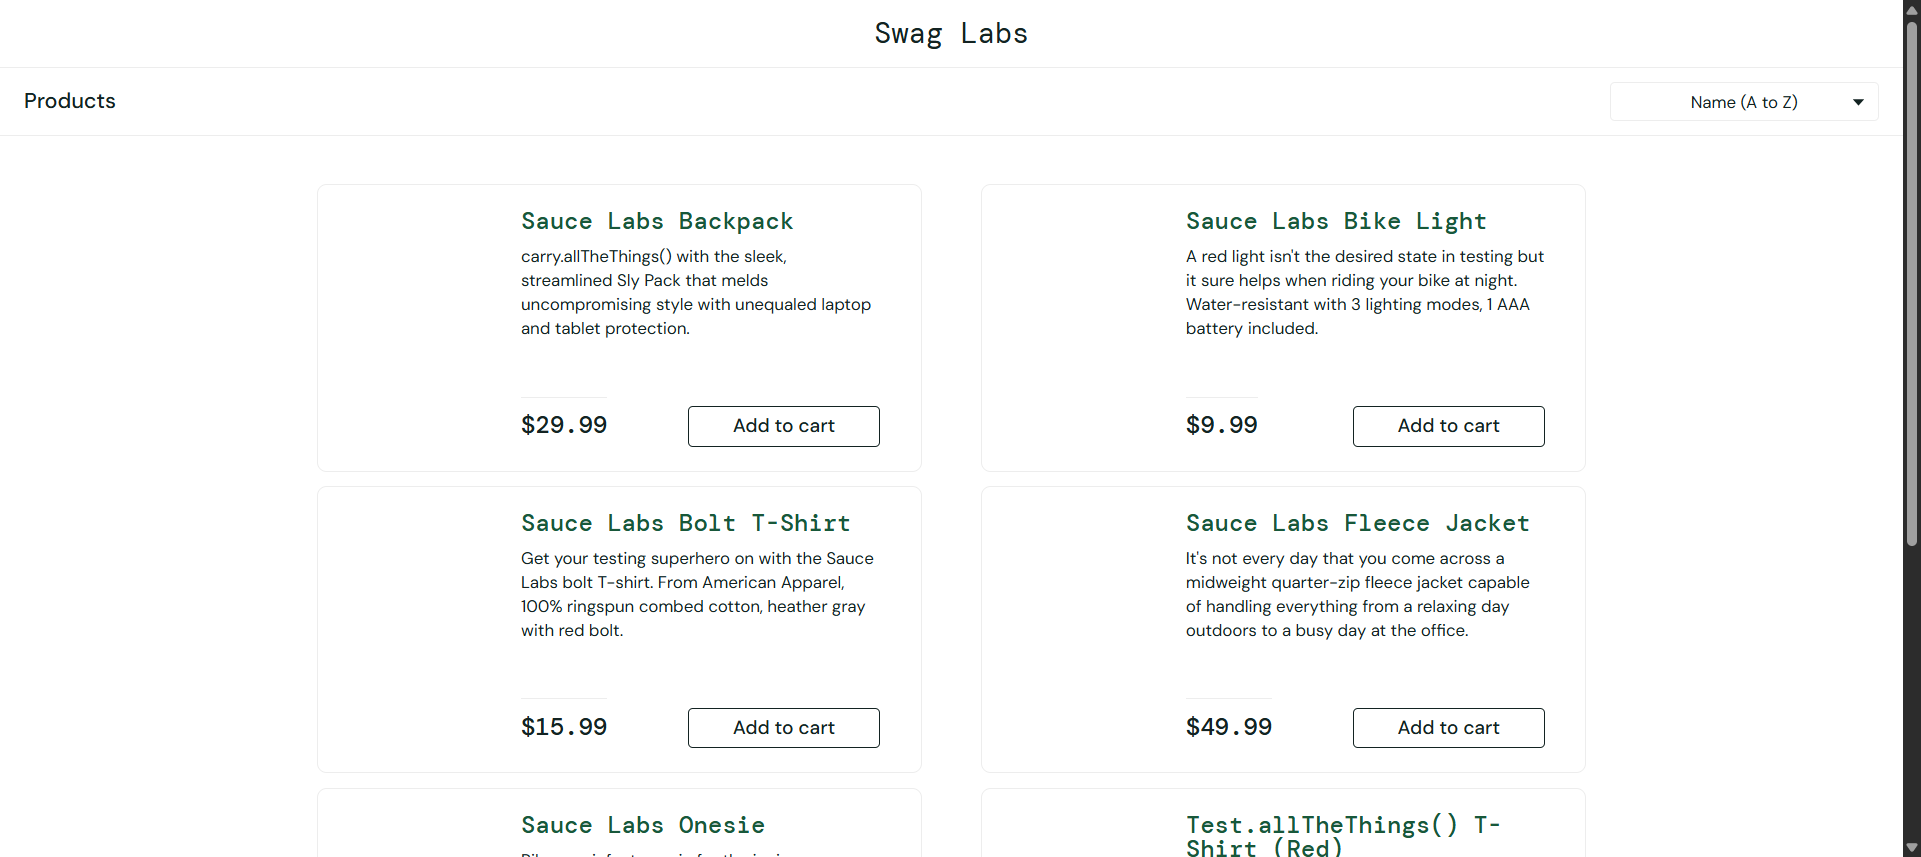 Swag Labs
Products
Name (A to Z)
Sauce Labs Backpack
carry.allTheThings() with the sleek,
streamlined Sly Pack that melds
uncompromising style with unequaled laptop
and tablet protection.
$29.99
Add to cart
Sauce Labs Bike Light
A red light isn't the desired state in testing but
it sure helps when riding your bike at night.
Water-resistant with 3 lighting modes, 1 AAA
battery included.
$9.99
Add to cart
Sauce Labs Bolt T-Shirt
Get your testing superhero on with the Sauce
Labs bolt T-shirt. From American Apparel,
100% ringspun combed cotton, heather gray
with red bolt.
$15.99
Add to cart
Sauce Labs Fleece Jacket
It's not every day that you come across a
midweight quarter-zip fleece jacket capable
of handling everything from a relaxing day
outdoors to a busy day at the office.
$49.99
Add to cart
Sauce Labs Onesie
Test.allTheThings() T-
Shirt (Red)